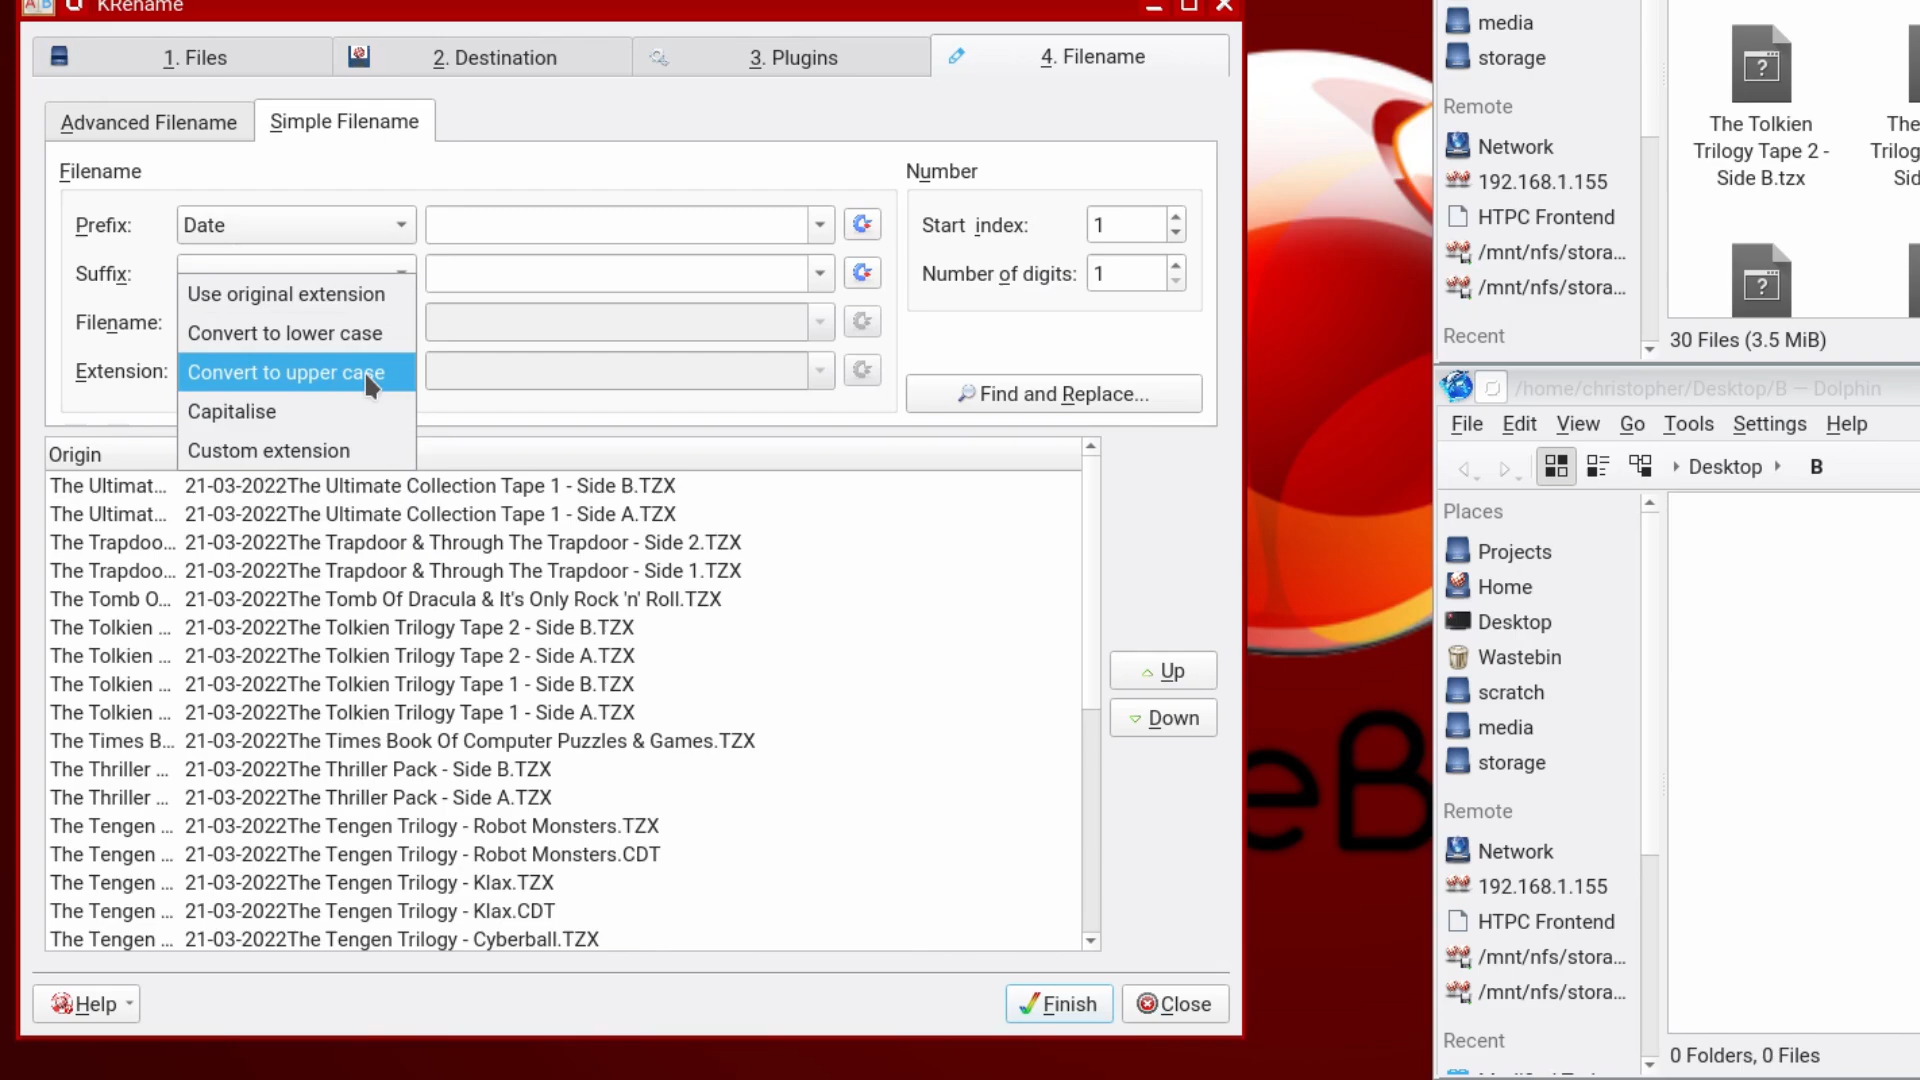 KRename
1. Files
2. Destination
3. Plugins
4. Filename
Advanced Filename
Simple Filename
Filename
Number
Prefix:
Date
Start index:
1
Suffix:
Number of digits:
1
Filename:
Extension:
Use original extension
Convert to lower case
Convert to upper case
Capitalise
Custom extension
Find and Replace...
Origin
The Ultimat... 21-03-2022The Ultimate Collection Tape 1 - Side B.TZX
The Ultimat... 21-03-2022The Ultimate Collection Tape 1 - Side A.TZX
The Trapdoo... 21-03-2022The Trapdoor & Through The Trapdoor - Side 2.TZX
The Trapdoo... 21-03-2022The Trapdoor & Through The Trapdoor - Side 1.TZX
The Tomb O... 21-03-2022The Tomb Of Dracula & It's Only Rock 'n' Roll.TZX
The Tolkien ... 21-03-2022The Tolkien Trilogy Tape 2 - Side B.TZX
The Tolkien ... 21-03-2022The Tolkien Trilogy Tape 2 - Side A.TZX
The Tolkien ... 21-03-2022The Tolkien Trilogy Tape 1 - Side B.TZX
The Tolkien ... 21-03-2022The Tolkien Trilogy Tape 1 - Side A.TZX
The Times B... 21-03-2022The Times Book Of Computer Puzzles & Games.TZX
The Thriller ... 21-03-2022The Thriller Pack - Side B.TZX
The Thriller ... 21-03-2022The Thriller Pack - Side A.TZX
The Tengen ... 21-03-2022The Tengen Trilogy - Robot Monsters.TZX
The Tengen ... 21-03-2022The Tengen Trilogy - Robot Monsters.CDT
The Tengen ... 21-03-2022The Tengen Trilogy - Klax.TZX
The Tengen ... 21-03-2022The Tengen Trilogy - Klax.CDT
The Tengen ... 21-03-2022The Tengen Trilogy - Cyberball.TZX
Up
Down
Help
Finish
Close
eB
media
storage
Remote
Network
192.168.1.155
HTPC Frontend
/mnt/nfs/stora...
/mnt/nfs/stora...
Recent
The Tolkien
Trilogy Tape 2 -
Side B.tzx
The
Trilog
Sid
30 Files (3.5 MiB)
/home/christopher/Desktop/B — Dolphin
File Edit View Go Tools Settings Help
Desktop B
Places
Projects
Home
Desktop
Wastebin
scratch
media
storage
Remote
Network
192.168.1.155
HTPC Frontend
/mnt/nfs/stora...
/mnt/nfs/stora...
Recent
0 Folders, 0 Files